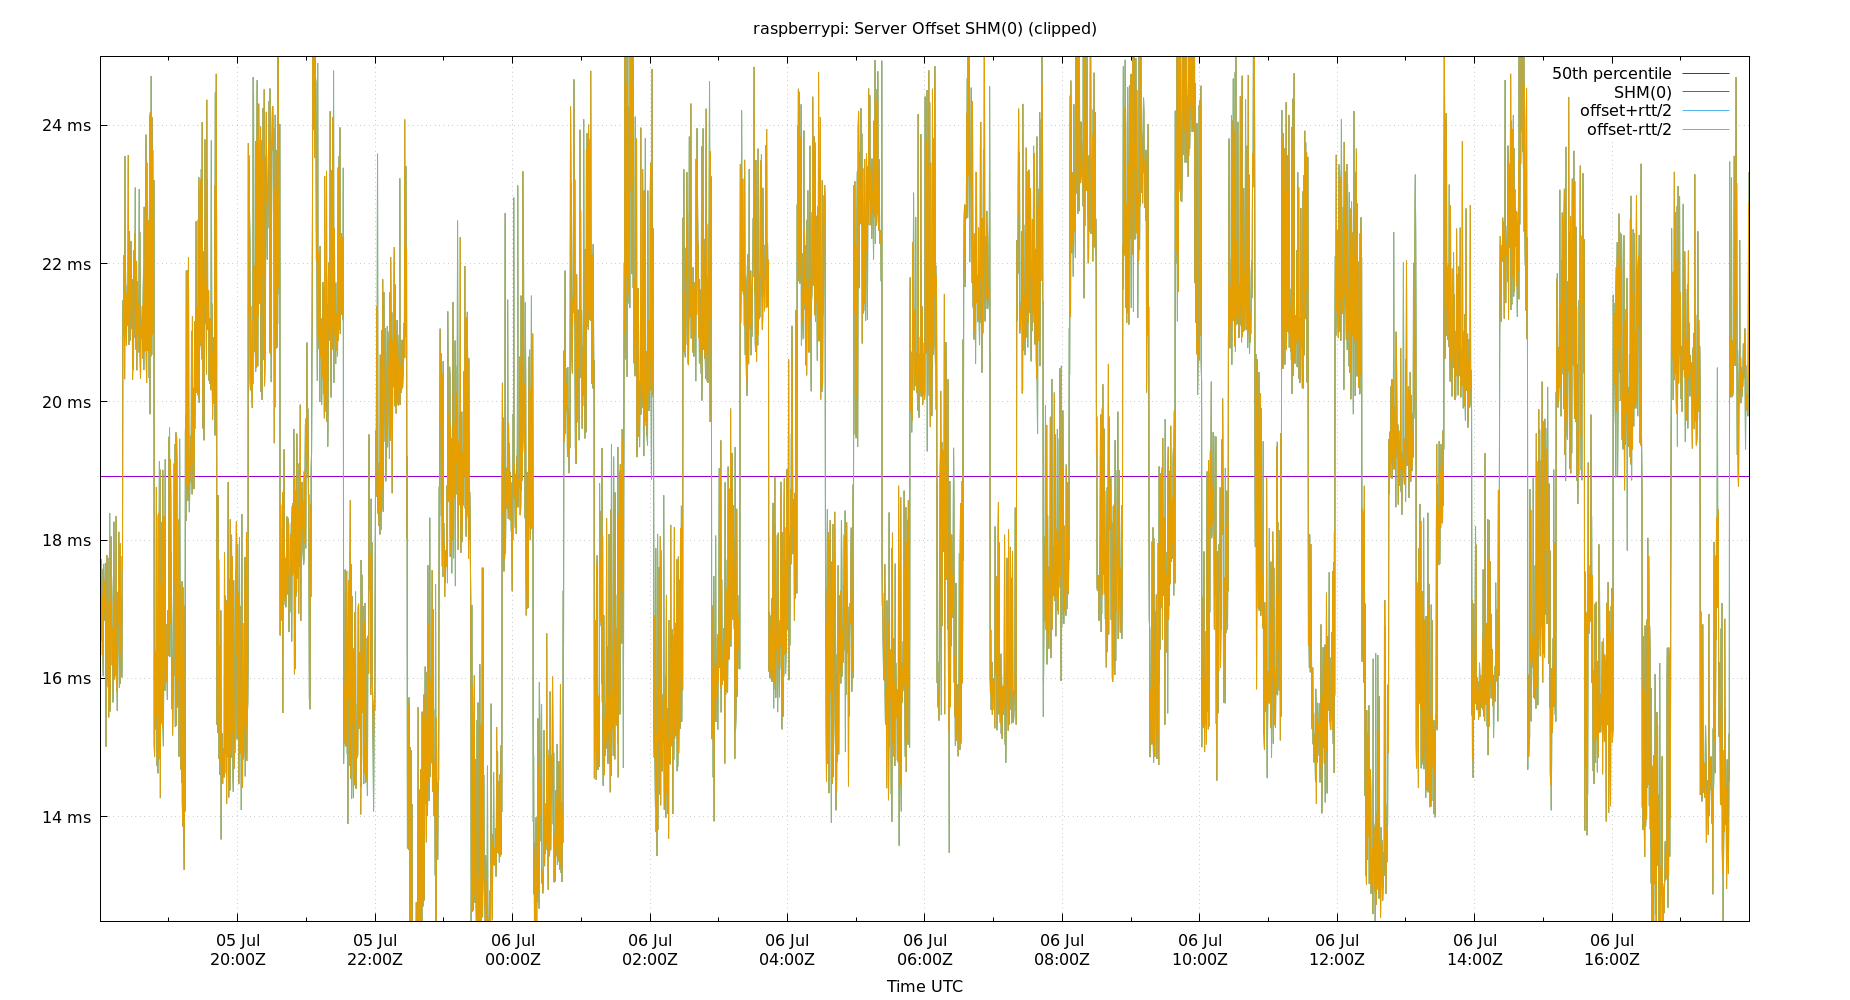 raspberrypi: Server Offset SHM(0) (clipped)
50th percentile
SHM(0)
offset+rtt/2
offset-rtt/2
24 ms
22 ms
20 ms
18 ms
16 ms
14 ms
05 Jul 05 Jul 06 Jul 06 Jul 06 Jul 06 Jul 06 Jul 06 Jul 06 Jul 06 Jul 06 Jul
20:00Z 22:00Z 00:00Z 02:00Z 04:00Z 06:00Z 08:00Z 10:00Z 12:00Z 14:00Z 16:00Z
Time UTC